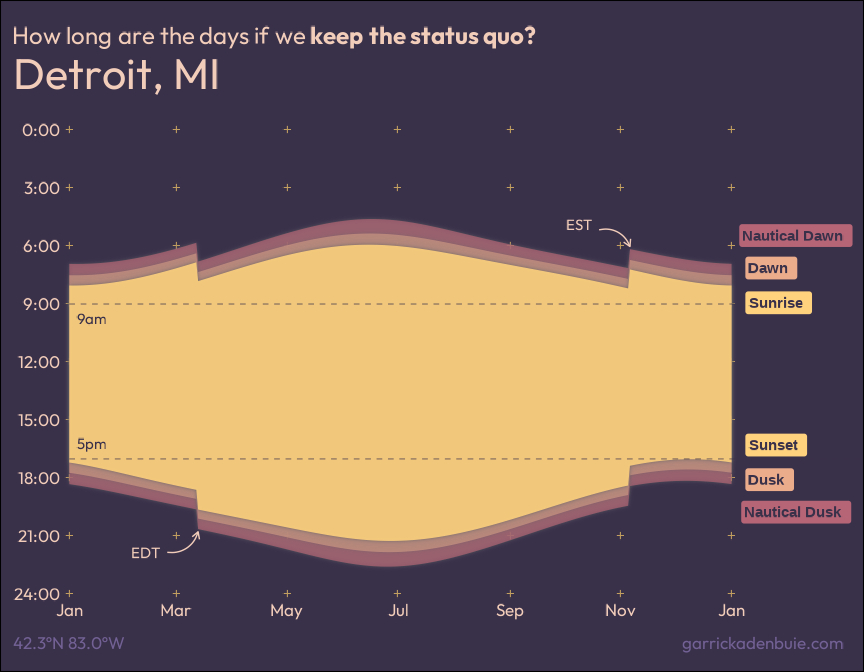 How long are the days if we keep the status quo?
Detroit, MI
0:00
3:00
EST
Nautical Dawn
6:00
Dawn
9:00
Sunrise
9am
12:00
15:00
5pm
Sunset
18:00
Dusk
Nautical Dusk
21:00
EDT
24:00
Jan Mar May Jul Sep Nov Jan
42.3°N 83.0°W
garrickadenbuie.com